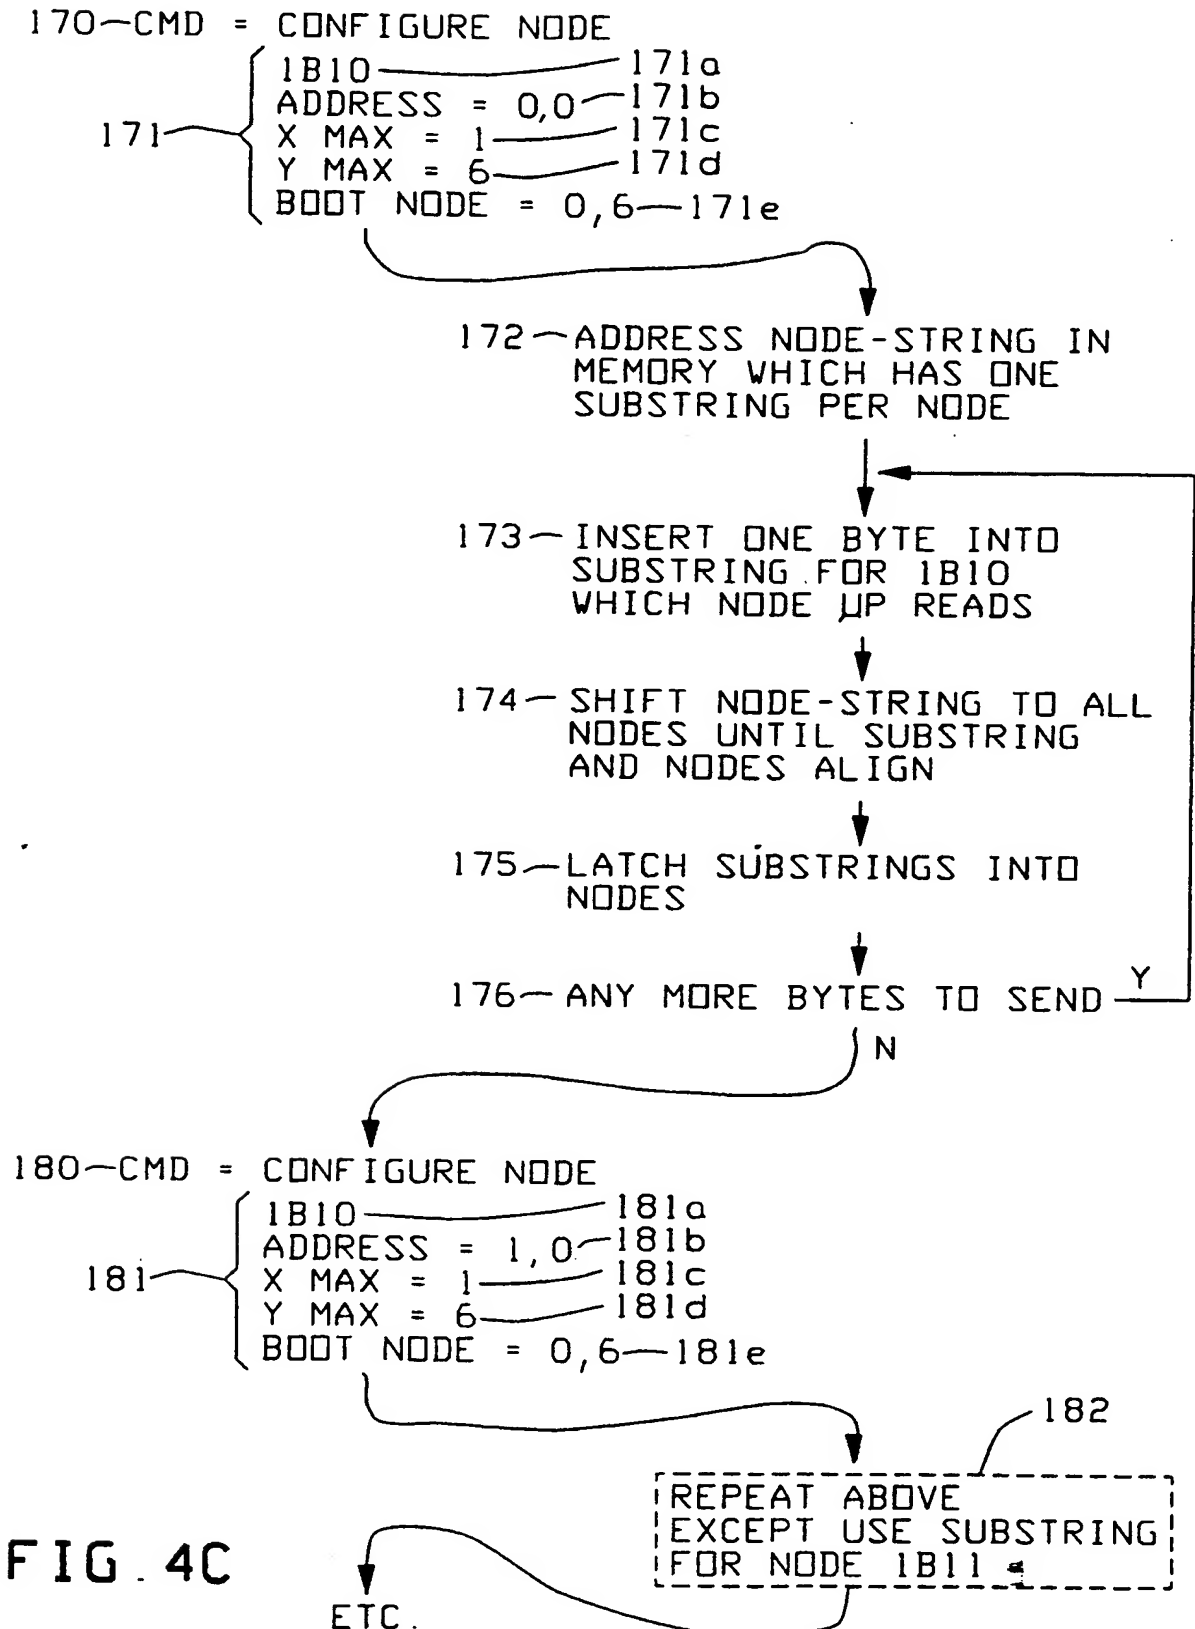 170 CMD = CONFIGURE NODE
1B10 171a
ADDRESS = 0,0 171b
171 X MAX = 1 171c
Y MAX = 6 171d
BOOT NODE = 0,6 171e
172 ADDRESS NODE-STRING IN
MEMORY WHICH HAS ONE
SUBSTRING PER NODE
173 INSERT ONE BYTE INTO
SUBSTRING FOR 1B10
WHICH NODE µP READS
174 SHIFT NODE-STRING TO ALL
NODES UNTIL SUBSTRING
AND NODES ALIGN
175 LATCH SUBSTRINGS INTO
NODES
176 ANY MORE BYTES TO SEND Y
N
180 CMD = CONFIGURE NODE
1B10 181a
ADDRESS = 1,0 181b
181 X MAX = 1 181c
Y MAX = 6 181d
BOOT NODE = 0,6 181e
182
REPEAT ABOVE
EXCEPT USE SUBSTRING
FOR NODE 1B11
FIG. 4C
ETC.